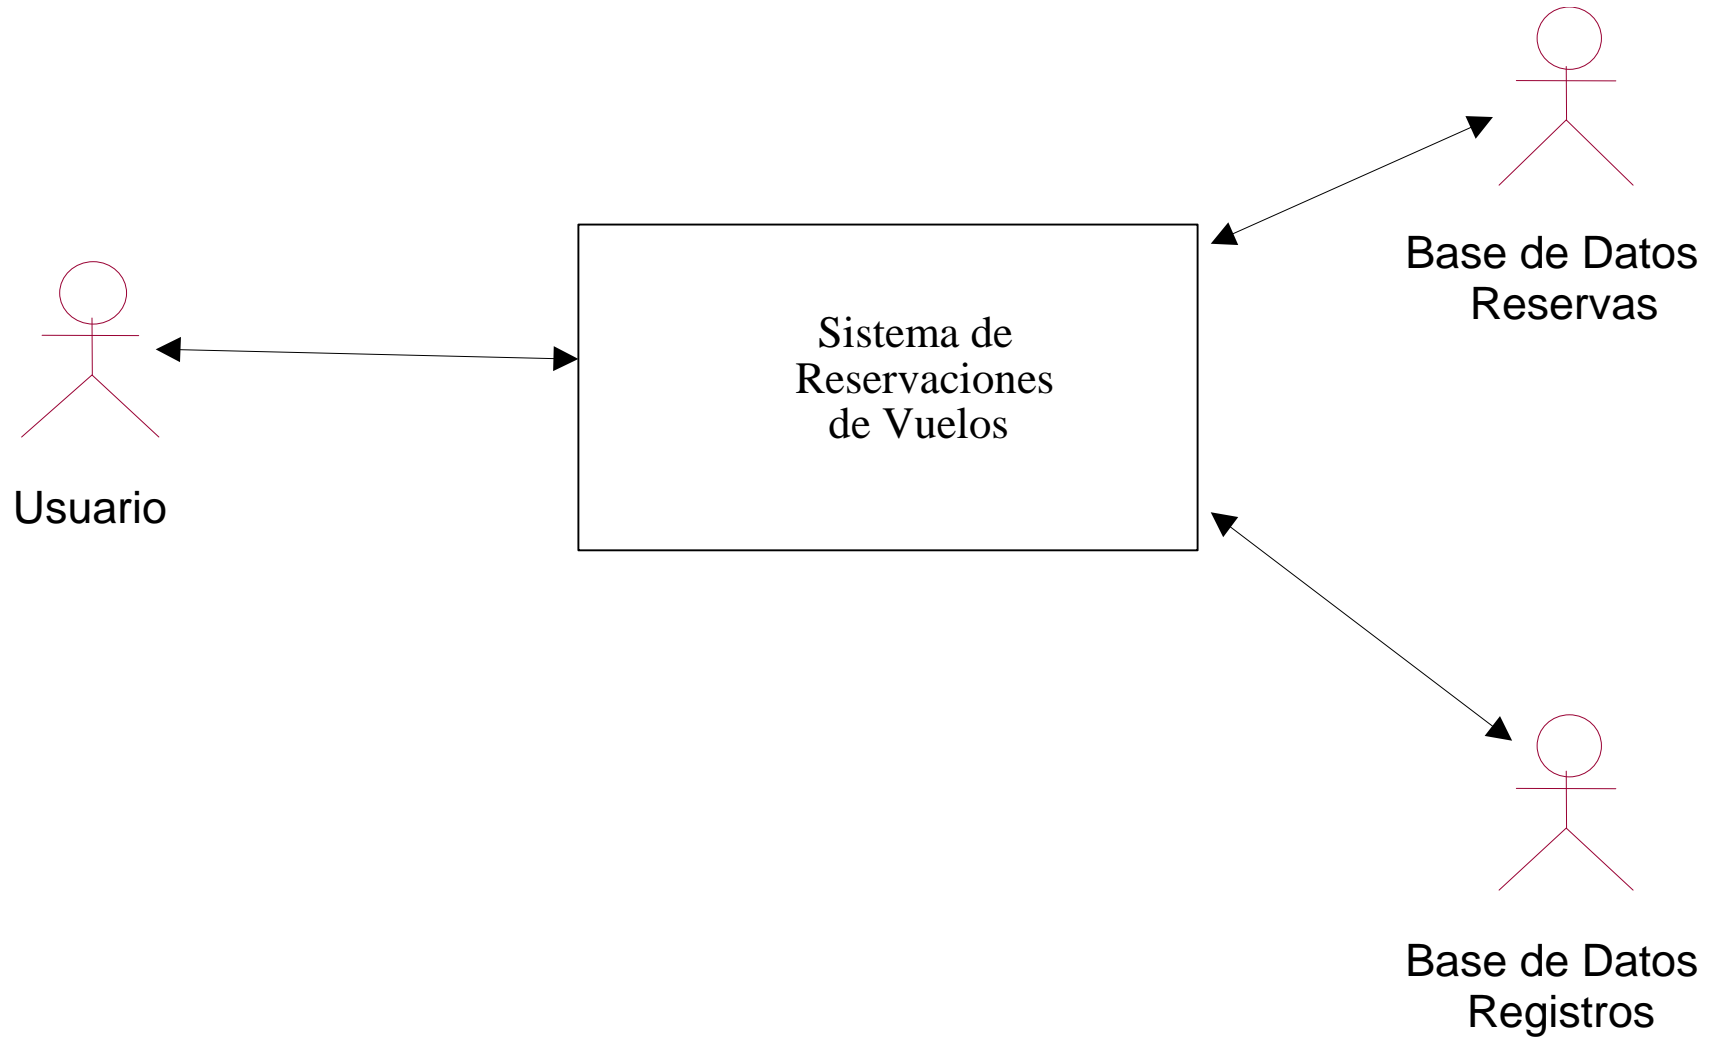 Usuario
Sistema de
Reservaciones
de Vuelos
Base de Datos
Reservas
Base de Datos
Registros